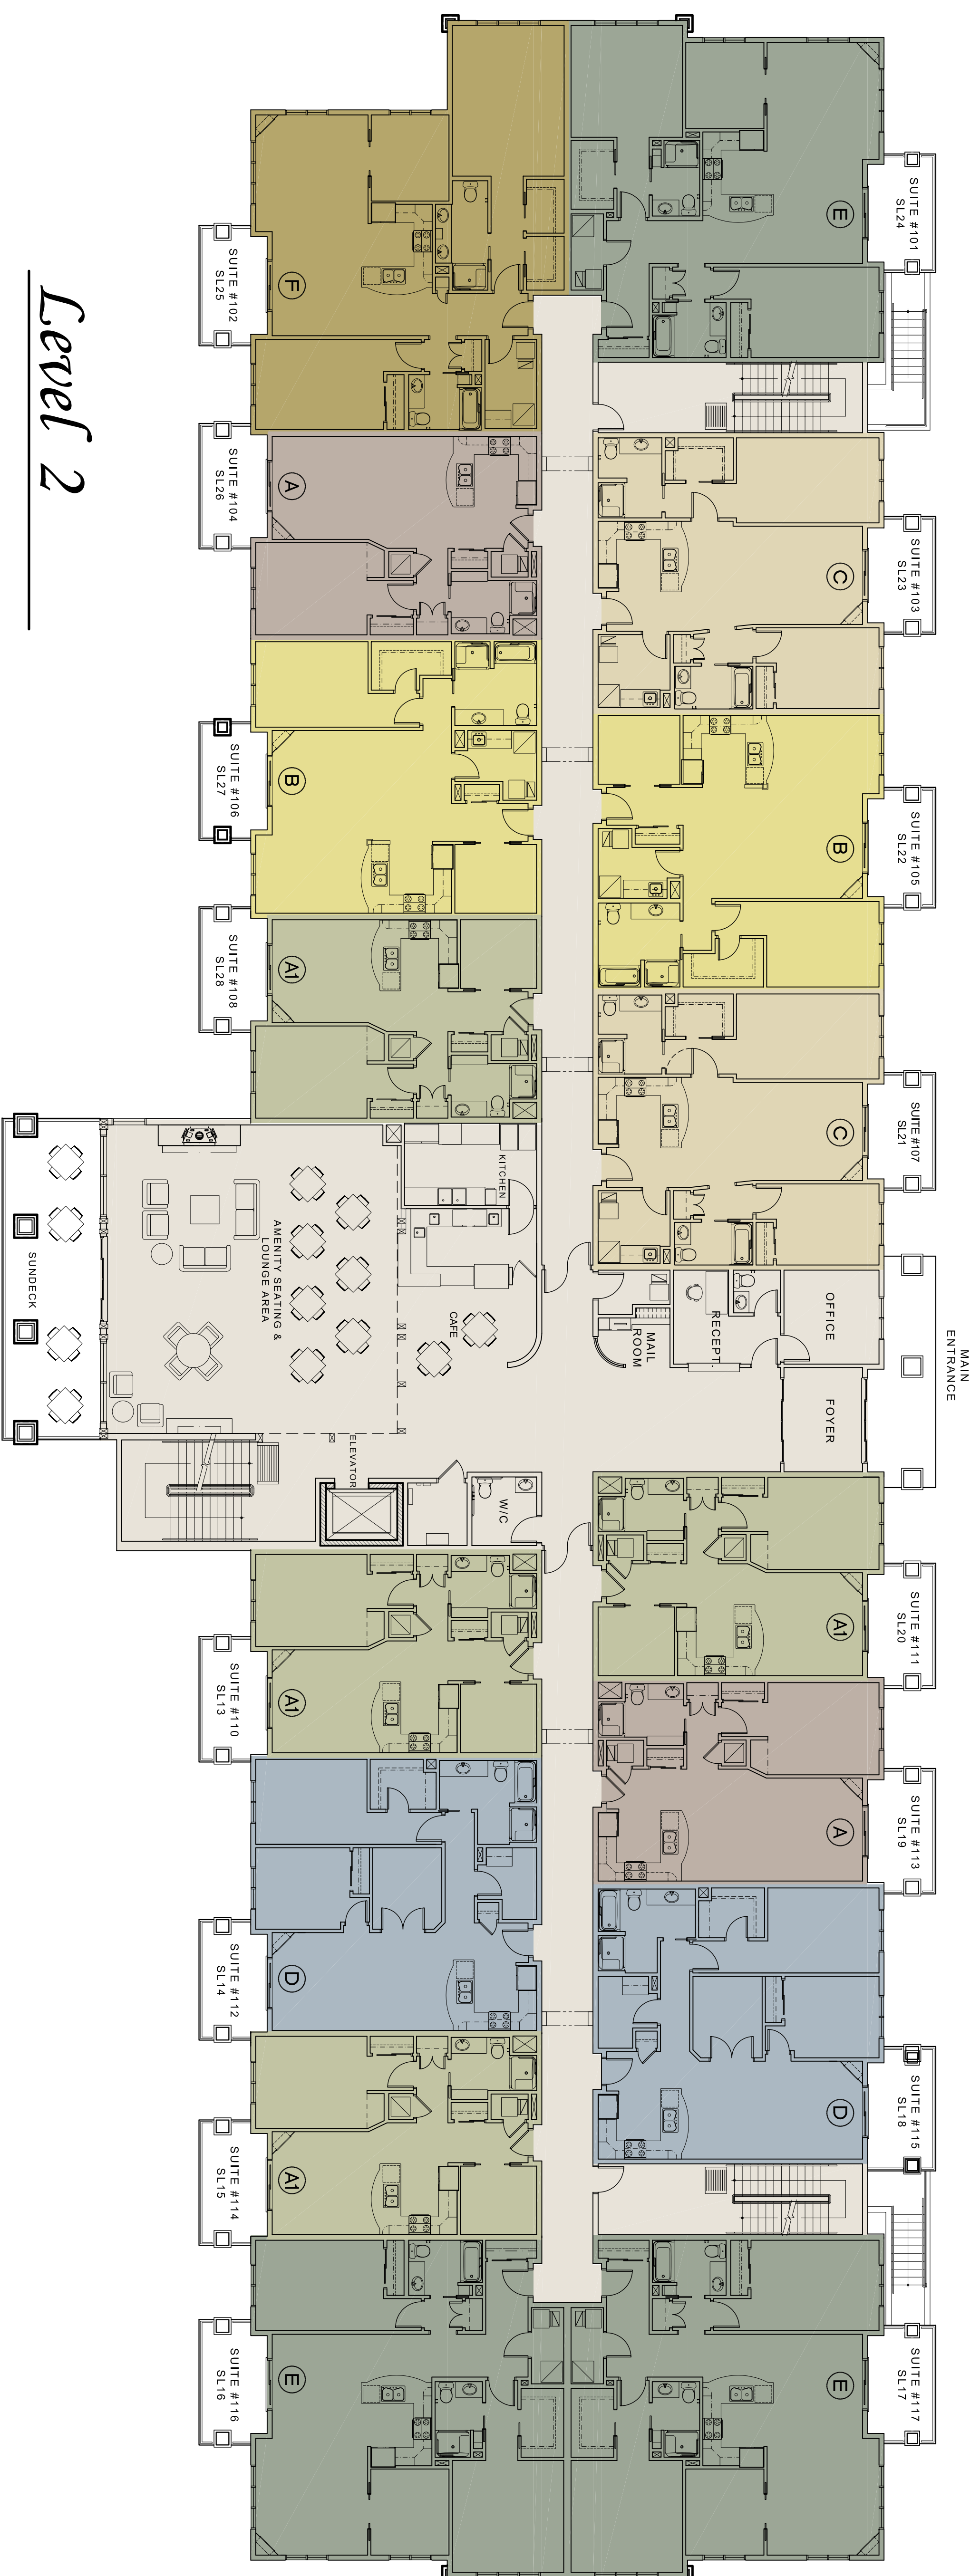 Level 2
MAIN
ENTRANCE
SUITE #101
SL24
SUITE #103
SL23
SUITE #105
SL22
SUITE #107
SL21
SUITE #111
SL20
SUITE #113
SL19
SUITE #115
SL18
SUITE #117
SL17
E
C
B
C
OFFICE
FOYER
A1
A
D
E
RECEPT.
MAIL
ROOM
KITCHEN
CAFE
W/C
ELEVATOR
AMENITY SEATING &
LOUNGE AREA
F
A
B
A1
A1
D
A1
E
SUITE #102
SL25
SUITE #104
SL26
SUITE #106
SL27
SUITE #108
SL28
SUITE #110
SL13
SUITE #112
SL14
SUITE #114
SL15
SUITE #116
SL16
SUNDECK